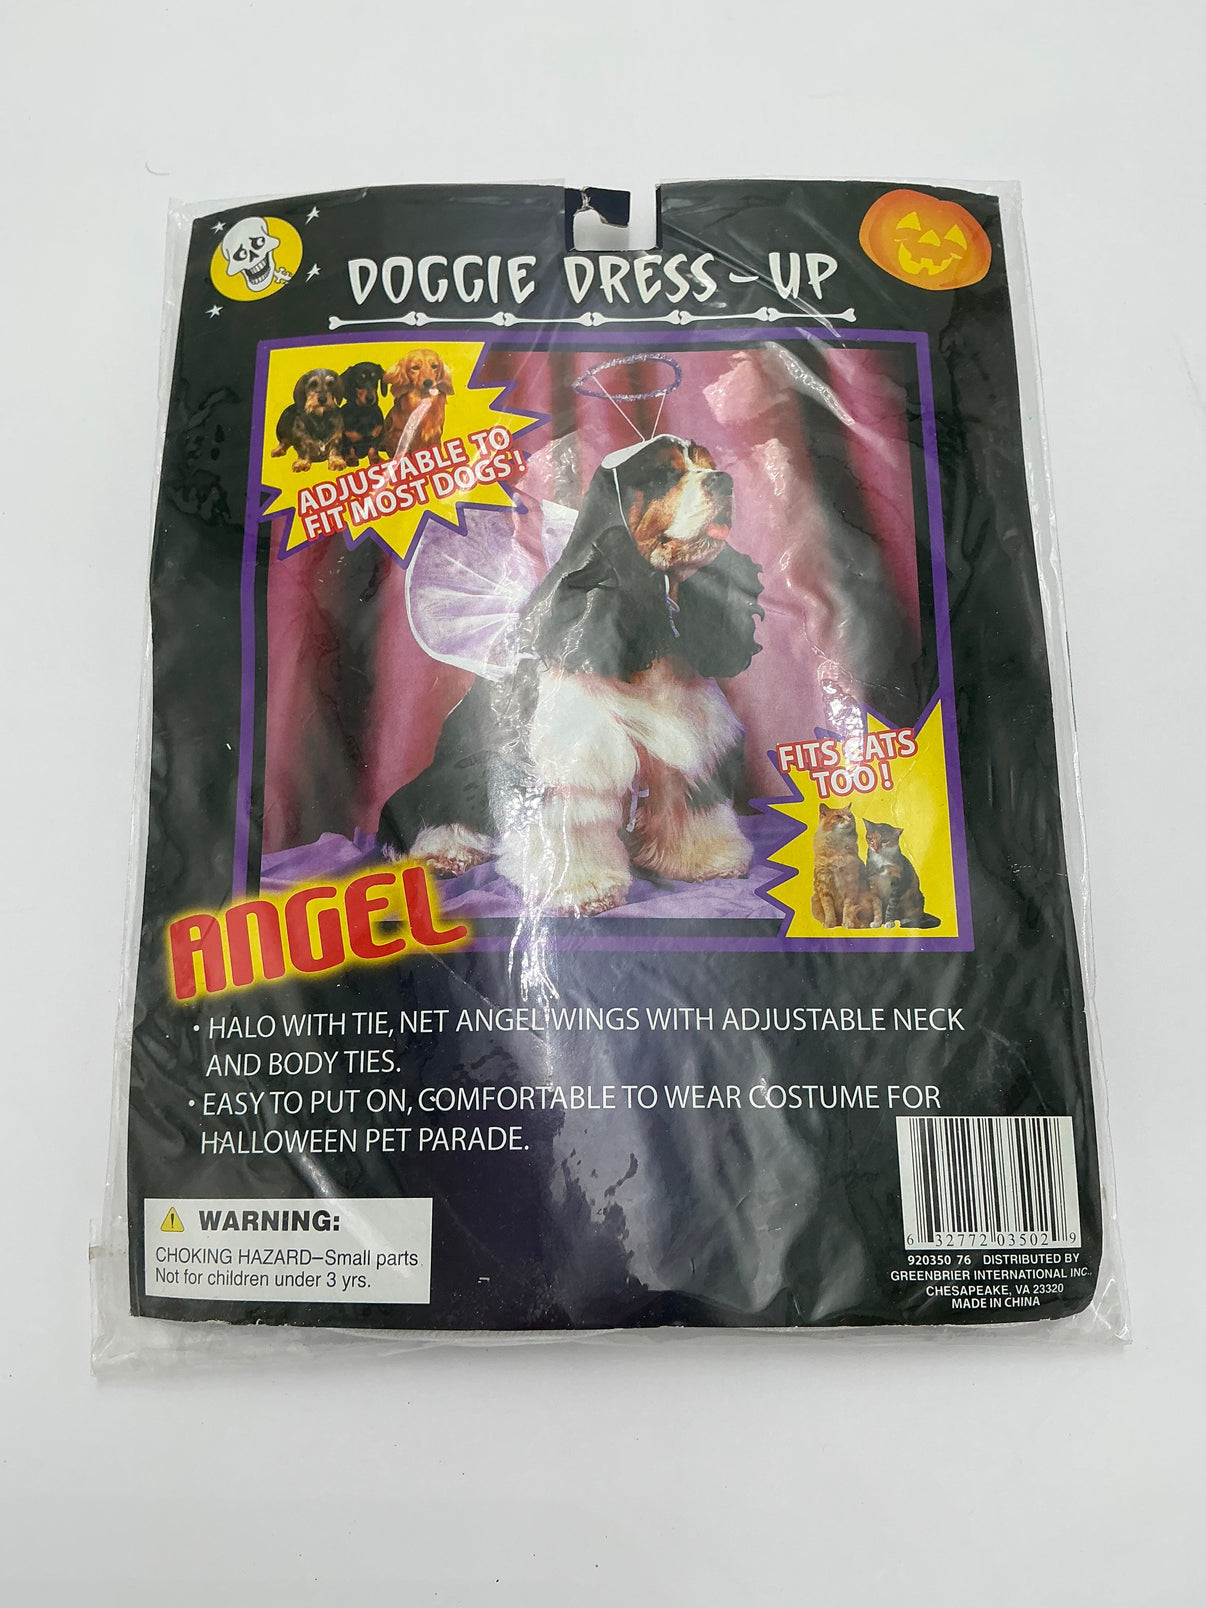 DOGGIE DRESS-UP
ADJUSTABLE TO
FIT MOST DOGS!
FITS CATS
TOO!
ANGEL
• HALO WITH TIE, NET ANGEL WINGS WITH ADJUSTABLE NECK
AND BODY TIES.
• EASY TO PUT ON, COMFORTABLE TO WEAR COSTUME FOR
HALLOWEEN PET PARADE.
WARNING:
CHOKING HAZARD–Small parts
Not for children under 3 yrs.
6 32772 03502 9
920350 76 DISTRIBUTED BY
GREENBRIER INTERNATIONAL INC.,
CHESAPEAKE, VA 23320
MADE IN CHINA